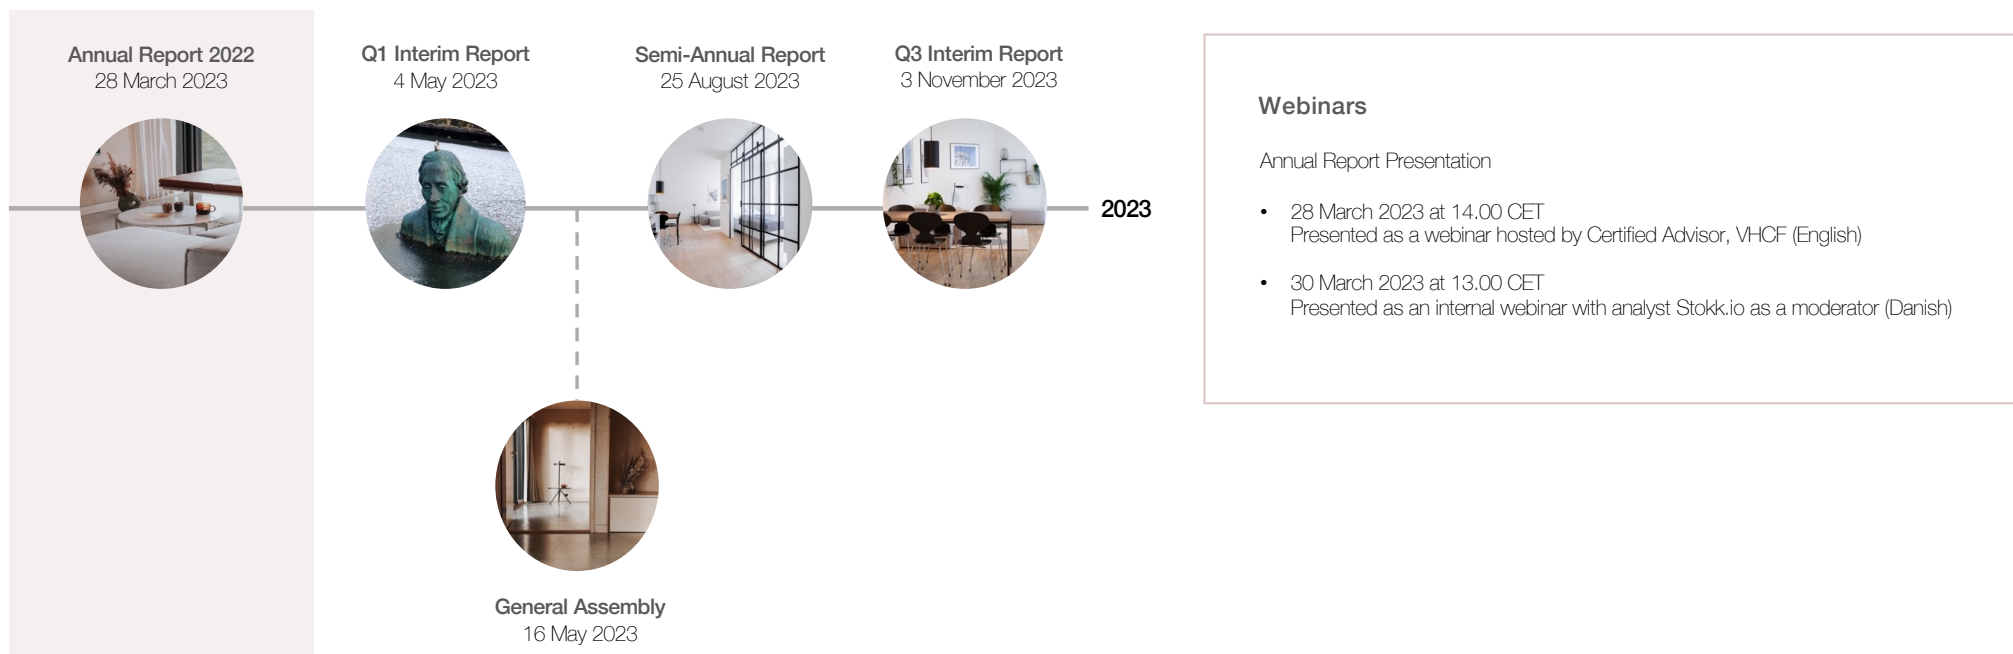 Annual Report 2022
28 March 2023
Q1 Interim Report
4 May 2023
Semi-Annual Report
25 August 2023
Q3 Interim Report
3 November 2023
2023
General Assembly
16 May 2023
Webinars
Annual Report Presentation
• 28 March 2023 at 14.00 CET
Presented as a webinar hosted by Certified Advisor, VHCF (English)
• 30 March 2023 at 13.00 CET
Presented as an internal webinar with analyst Stokk.io as a moderator (Danish)